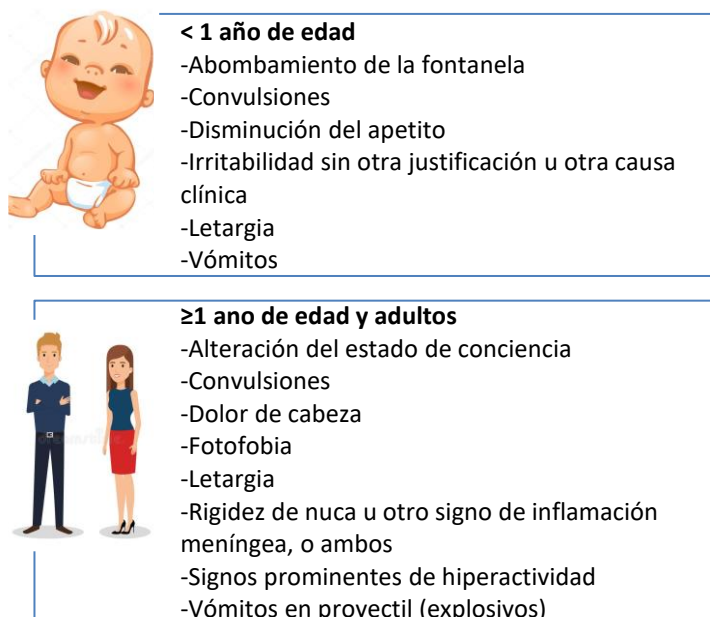 < 1 año de edad
-Abombamiento de la fontanela
-Convulsiones
-Disminución del apetito
-Irritabilidad sin otra justificación u otra causa
clínica
-Letargia
-Vómitos
≥1 ano de edad y adultos
-Alteración del estado de conciencia
-Convulsiones
-Dolor de cabeza
-Fotofobia
-Letargia
-Rigidez de nuca u otro signo de inflamación
meníngea, o ambos
-Signos prominentes de hiperactividad
-Vómitos en proyectil (explosivos)